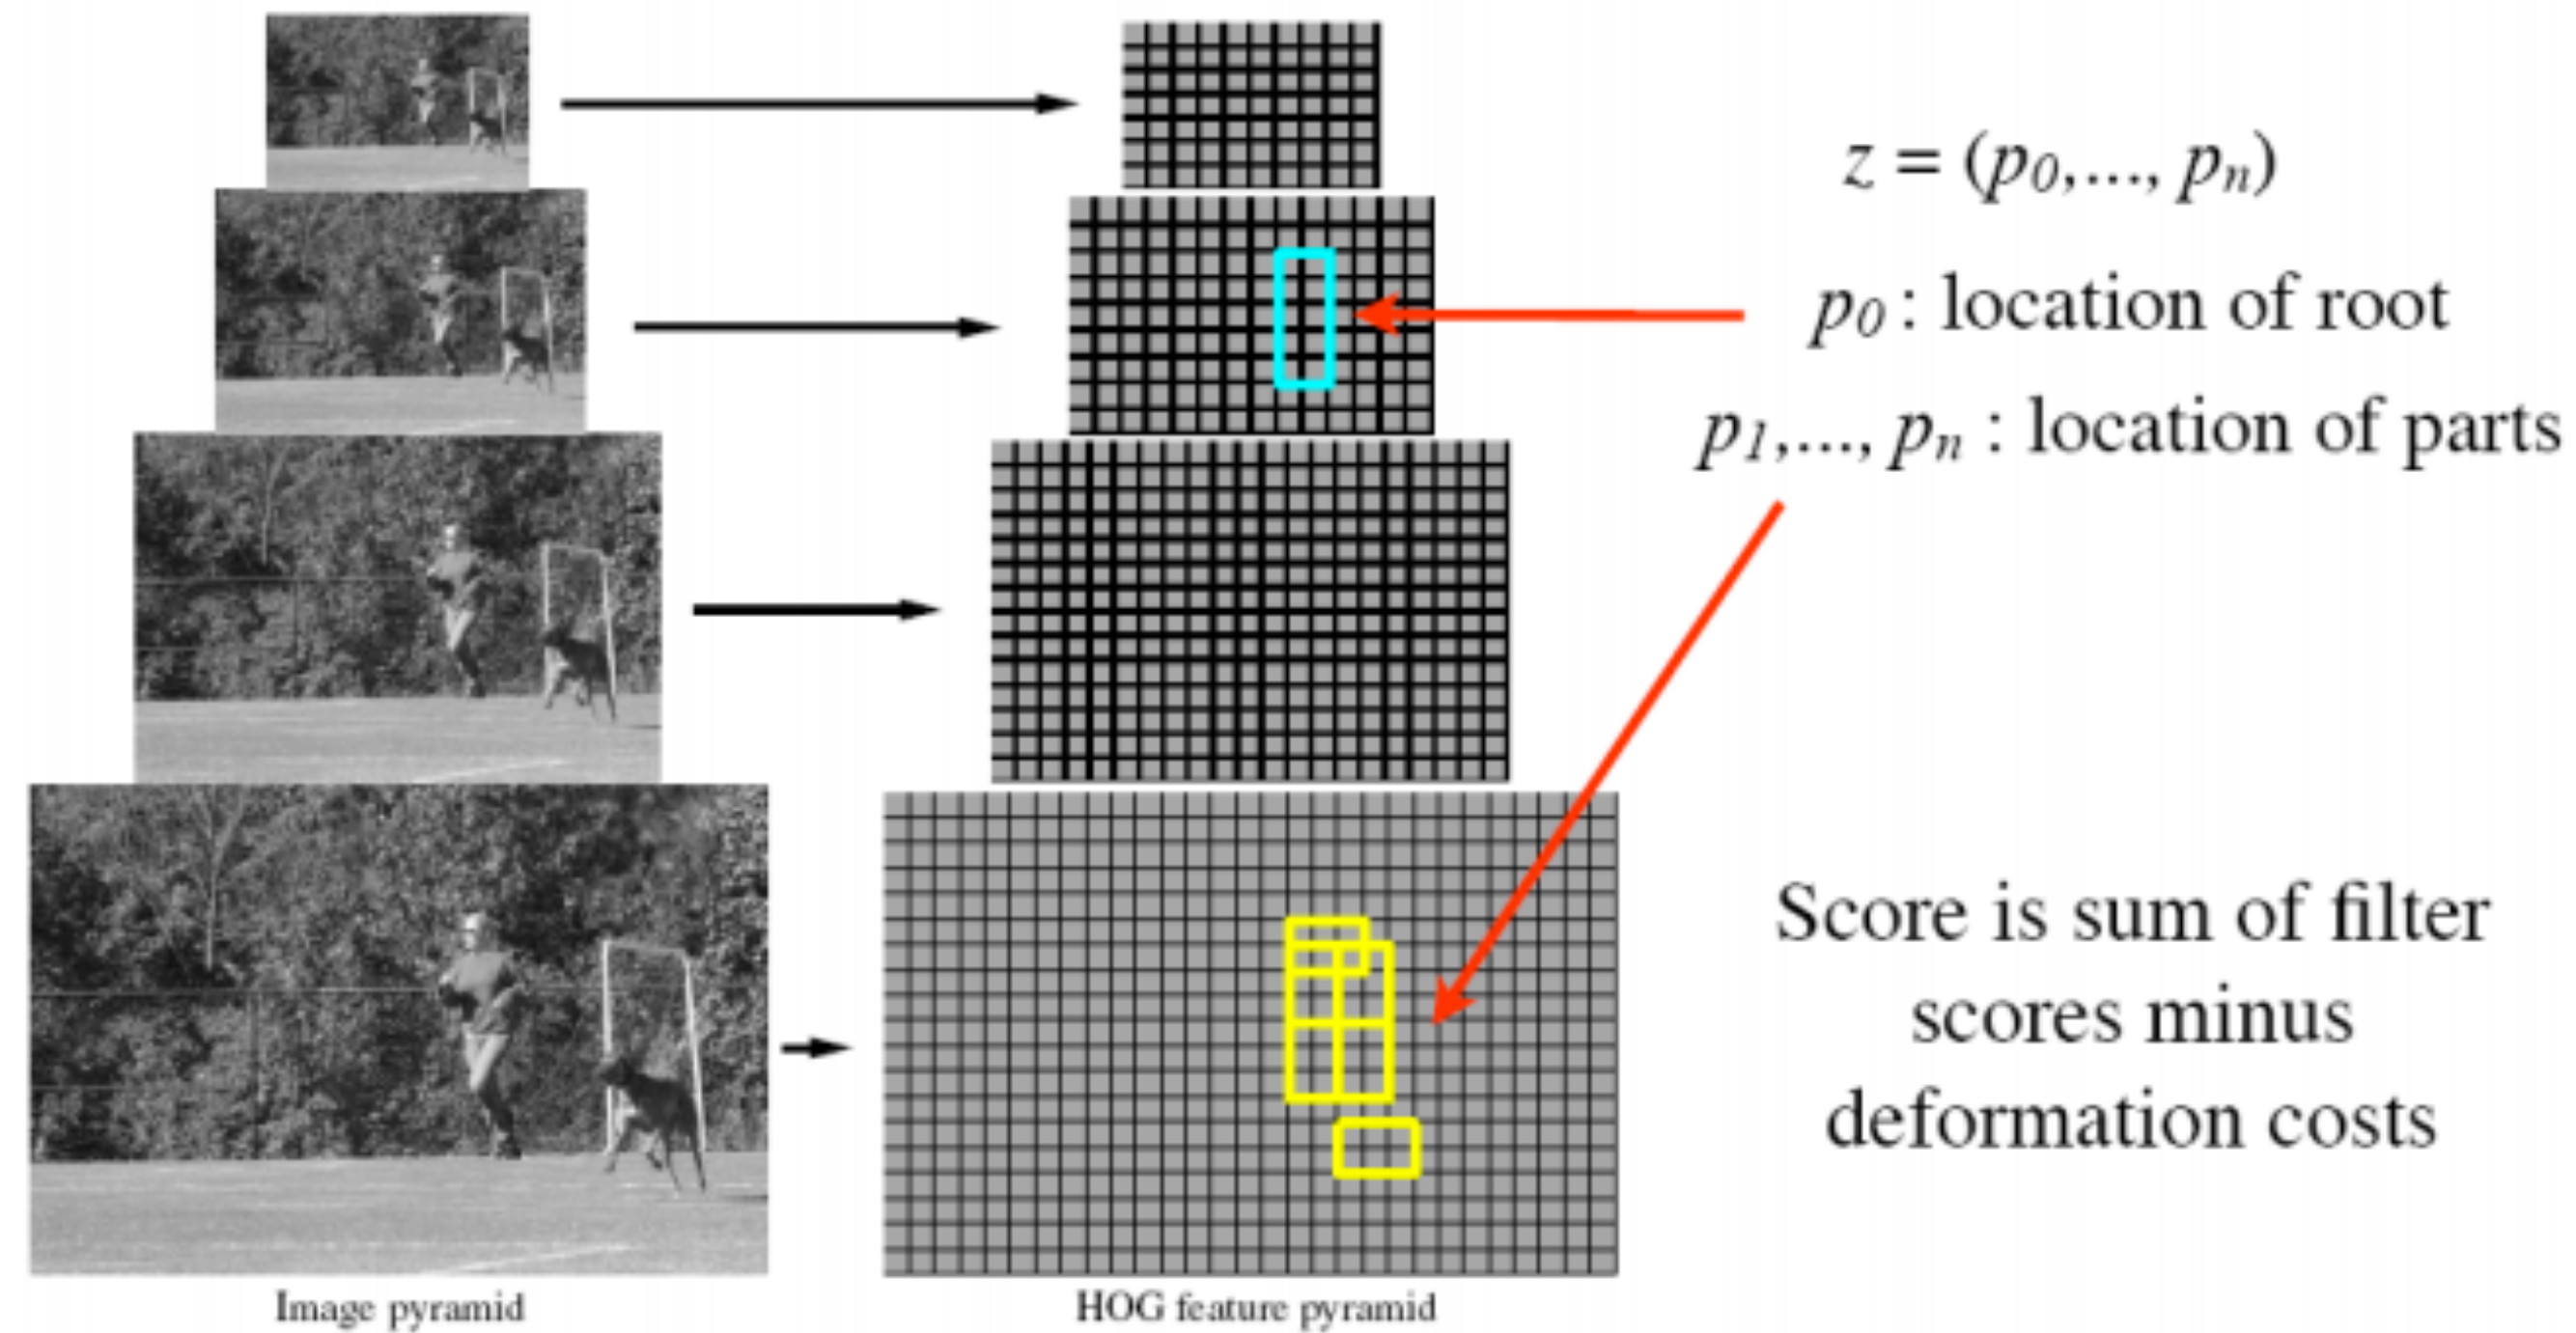 z = (p0,..., pn)
p0 : location of root
p1,..., pn : location of parts
Score is sum of filter
scores minus
deformation costs
Image pyramid
HOG feature pyramid